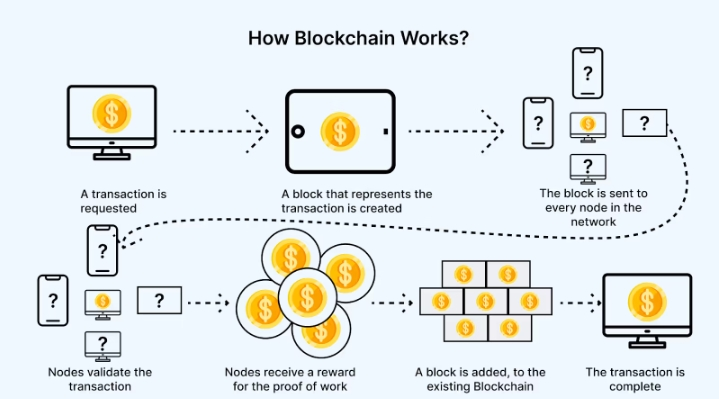 How Blockchain Works?
?
?
?
?
$
$
$
A transaction is
requested
A block that represents the
transaction is created
The block is sent to
every node in the
network
?
?
?
?
$
$
$
$
$
$
$
$
$
$
$
$
$
$
Nodes validate the
transaction
Nodes receive a reward
for the proof of work
A block is added, to the
existing Blockchain
The transaction is
complete